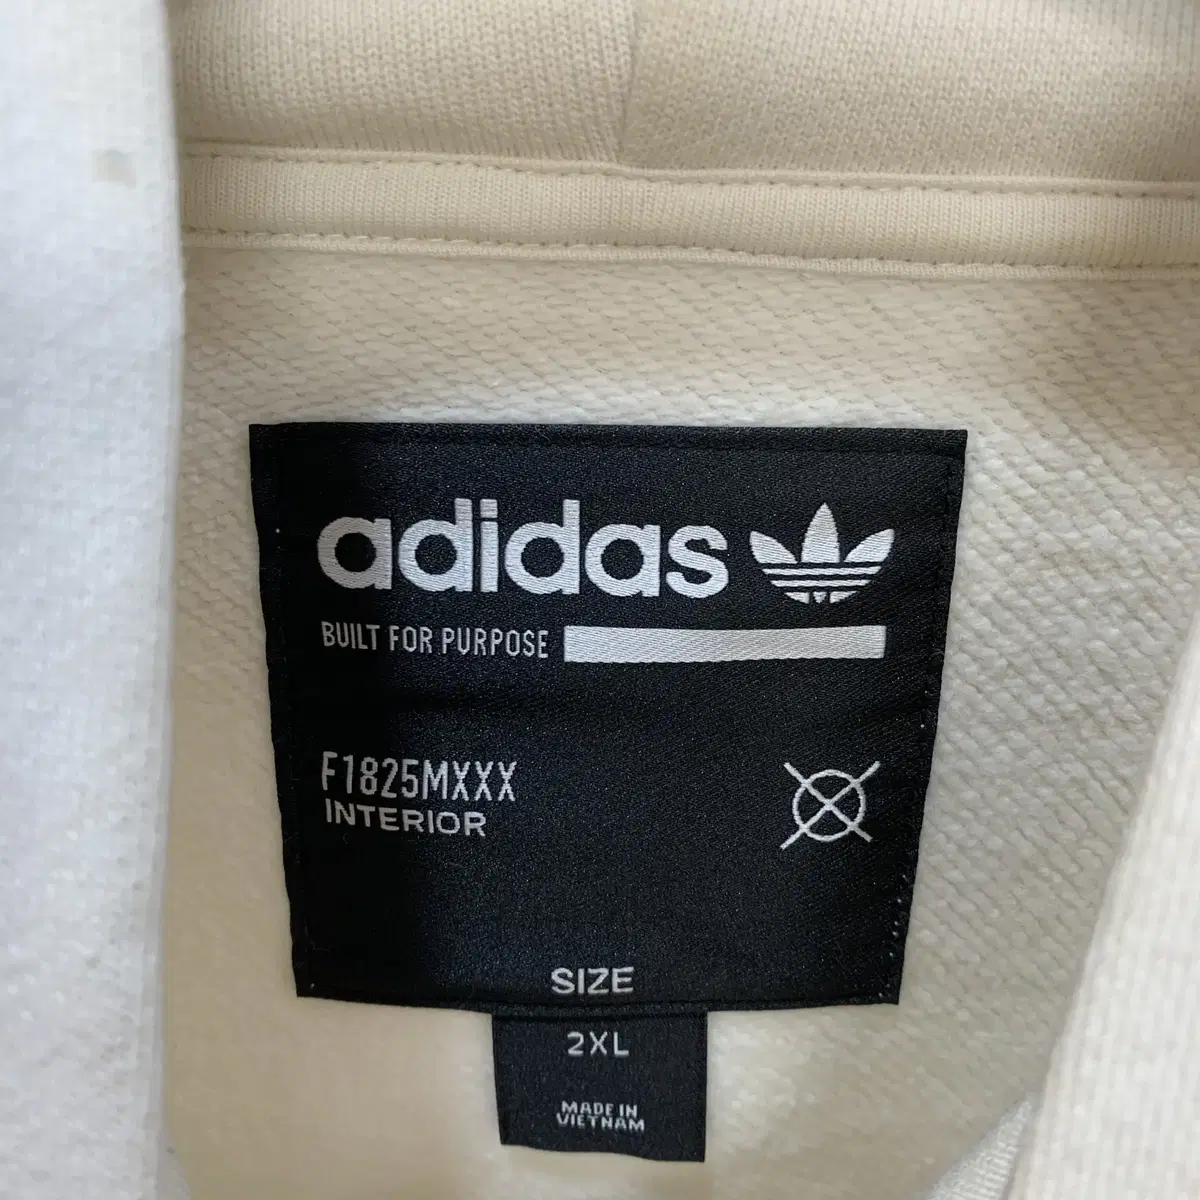 adidas
BUILT FOR PURPOSE
F1825MXXX
INTERIOR
SIZE
2XL
MADE IN
VIETNAM